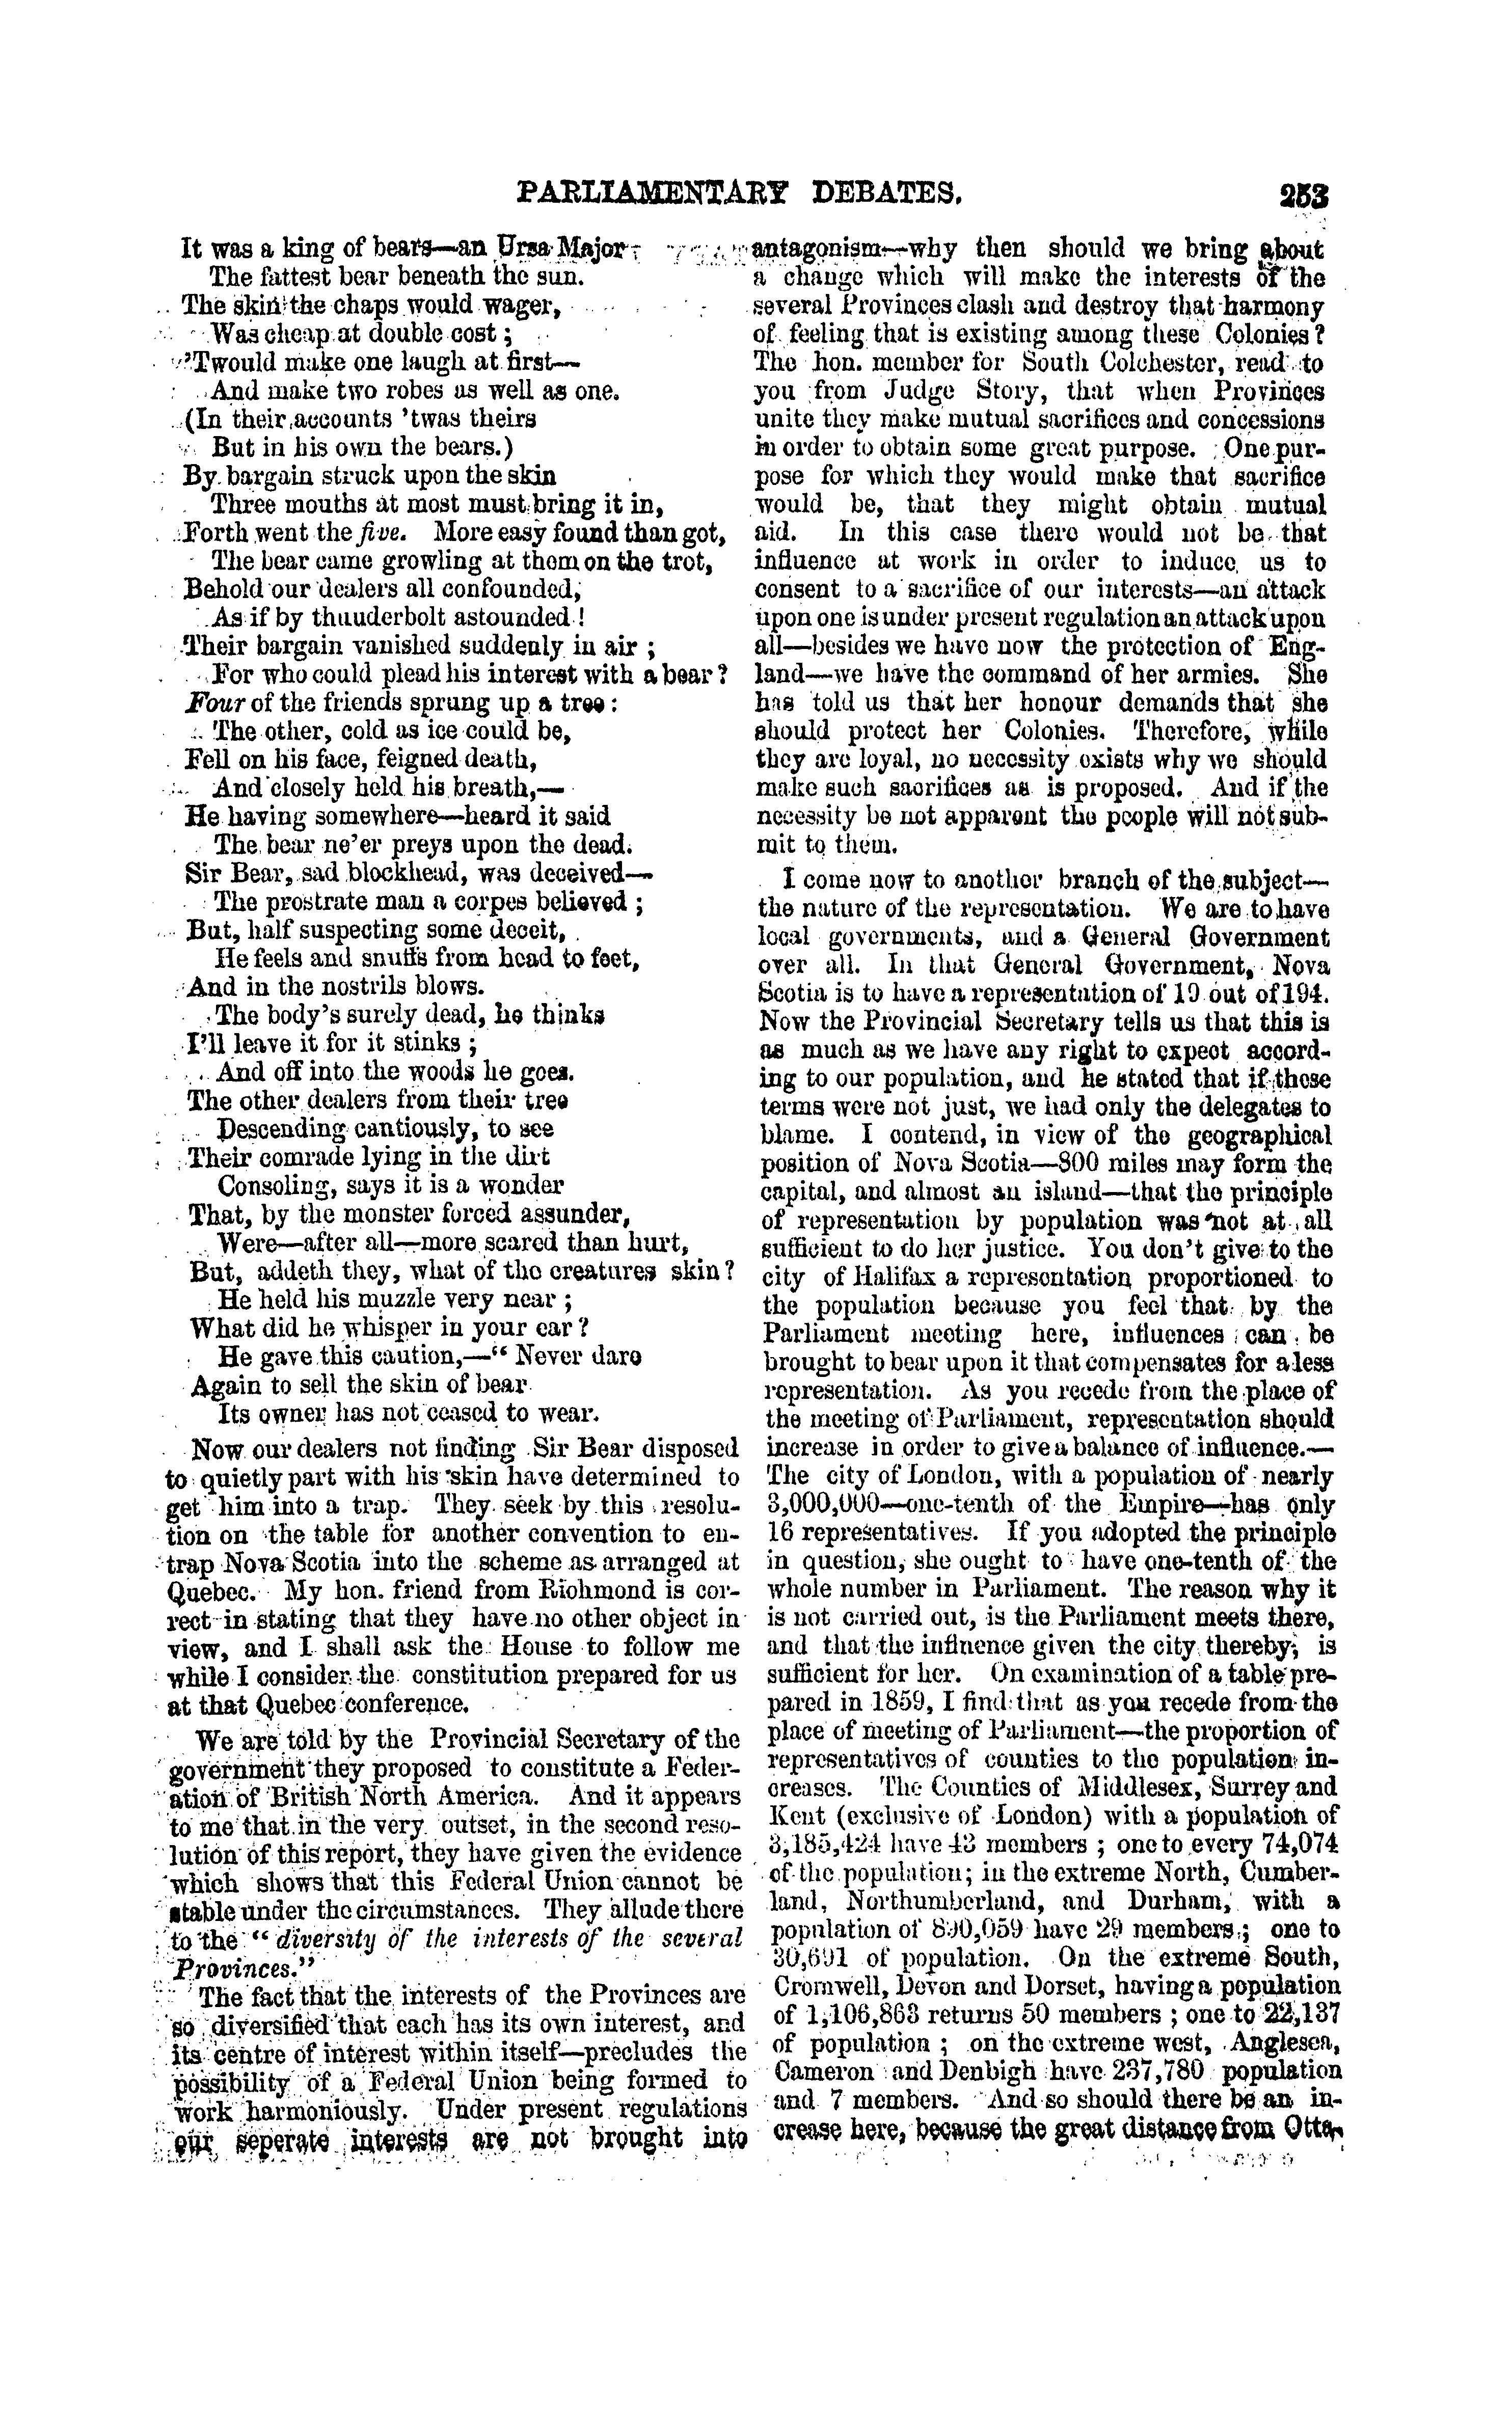 PARLIAMENTARY DEBATES.
253
It was a king of bears—an Ursa Major
The fattest bear beneath the sun.
The skin the chaps would wager,
Was cheap at double cost ;
'Twould make one laugh at first—
And make two robes as well as one.
(In their accounts 'twas theirs
But in his own the bears.)
By bargain struck upon the skin
Three mouths at most must bring it in,
Forth went the five. More easy found than got,
The bear came growling at them on the trot,
Behold our dealers all confounded,
As if by thuuderbolt astounded !
Their bargain vanished suddenly in air ;
For who could plead his interest with a bear ?
Four of the friends sprung up a tree :
The other, cold as ice could be,
Fell on his face, feigned death,
And closely held his breath,—
He having somewhere—heard it said
The bear ne'er preys upon the dead.
Sir Bear, sad blockhead, was deceived—
The prostrate man a corpes believed ;
But, half suspecting some deceit,
He feels and snuffs from head to feet,
And in the nostrils blows.
The body's surely dead, he thinks
I'll leave it for it stinks ;
And off into the woods he goes.
The other dealers from their tree
Descending cantiously, to see
Their comrade lying in the dirt
Consoling, says it is a wonder
That, by the monster forced assunder,
Were—after all—more scared than hurt,
But, addeth they, what of the creatures skin ?
He held his muzzle very near ;
What did he whisper in your ear ?
He gave this caution,—" Never dare
Again to sell the skin of bear
Its owner has not ceased to wear.
Now our dealers not finding Sir Bear disposed
to quietly part with his skin have determined to
get him into a trap. They seek by this resolu-
tion on the table for another convention to en-
trap Nova Scotia into the scheme as arranged at
Quebec. My hon. friend from Richmond is cor-
rect in stating that they have no other object in
view, and I shall ask the House to follow me
while I consider the constitution prepared for us
at that Quebec conference.
We are told by the Provincial Secretary of the
government they proposed to constitute a Feder-
ation of British North America. And it appears
to me that in the very outset, in the second reso-
lution of this report, they have given the evidence
which shows that this Federal Union cannot be
stable under the circumstances. They allude there
to the " diversity of the interests of the several
Provinces."
The fact that the interests of the Provinces are
so diversified that each has its own interest, and
its centre of interest within itself—precludes the
possibility of a Federal Union being formed to
work harmoniously. Under present regulations
our seperate interests are not brought into
antagonism—why then should we bring about
a change which will make the interests of the
several Provinces clash and destroy that harmony
of feeling that is existing among these Colonies ?
The hon. member for South Colchester, read to
you from Judge Story, that when Provinces
unite they make mutual sacrifices and concessions
in order to obtain some great purpose. One pur-
pose for which they would make that sacrifice
would be, that they might obtain mutual
aid. In this case there would not be that
influence at work in order to induce us to
consent to a sacrifice of our interests—an attack
upon one is under present regulation an attack upon
all—besides we have now the protection of Eng-
land—we have the command of her armies. She
has told us that her honour demands that she
should protect her Colonies. Therefore, while
they are loyal, no necessity exists why we should
make such sacrifices as is proposed. And if the
necessity be not apparent the people will not sub-
mit to them.
I come now to another branch of the subject—
the nature of the representation. We are to have
local governments, and a General Government
over all. In that General Government, Nova
Scotia is to have a representation of 19 out of 194.
Now the Provincial Secretary tells us that this is
as much as we have any right to expect accord-
ing to our population, and he stated that if these
terms were not just, we had only the delegates to
blame. I contend, in view of the geographical
position of Nova Scotia—800 miles may form the
capital, and almost an island—that the principle
of representation by population was not at all
sufficient to do her justice. You don't give to the
city of Halifax a representation proportioned to
the population because you feel that by the
Parliament meeting here, influences can be
brought to bear upon it that compensates for a less
representation. As you recede from the place of
the meeting of Parliament, representation should
increase in order to give a balance of influence.—
The city of London, with a population of nearly
3,000,000—one-tenth of the Empire—has only
16 representatives. If you adopted the principle
in question, she ought to have one-tenth of the
whole number in Parliament. The reason why it
is not carried out, is the Parliament meets there,
and that the influence given the city thereby, is
sufficient for her. On examination of a table pre-
pared in 1859, I find that as you recede from the
place of meeting of Parliament—the proportion of
representatives of counties to the population in-
creases. The Counties of Middlesex, Surrey and
Kent (exclusive of London) with a population of
3,185,424 have 43 members ; one to every 74,074
of the population; in the extreme North, Cumber-
land, Northumberland, and Durham, with a
population of 890,059 have 29 members ; one to
30,691 of population. On the extreme South,
Cromwell, Devon and Dorset, having a population
of 1,106,863 returns 50 members ; one to 22,137
of population ; on the extreme west, Anglesea,
Cameron and Denbigh have 237,780 population
and 7 members. And so should there be an in-
crease here, because the great distance from Otta-